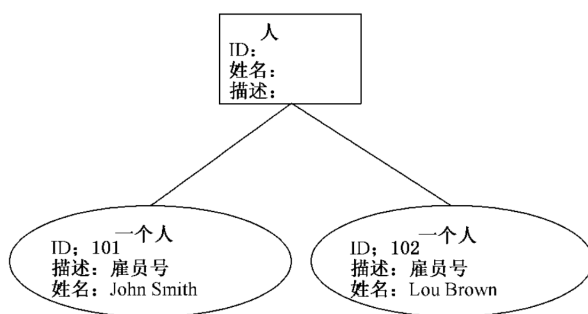 人
ID：
姓名：
描述：
一个人
ID；101
描述：雇员号
姓名：John Smith
一个人
ID；102
描述：雇员号
姓名：Lou Brown